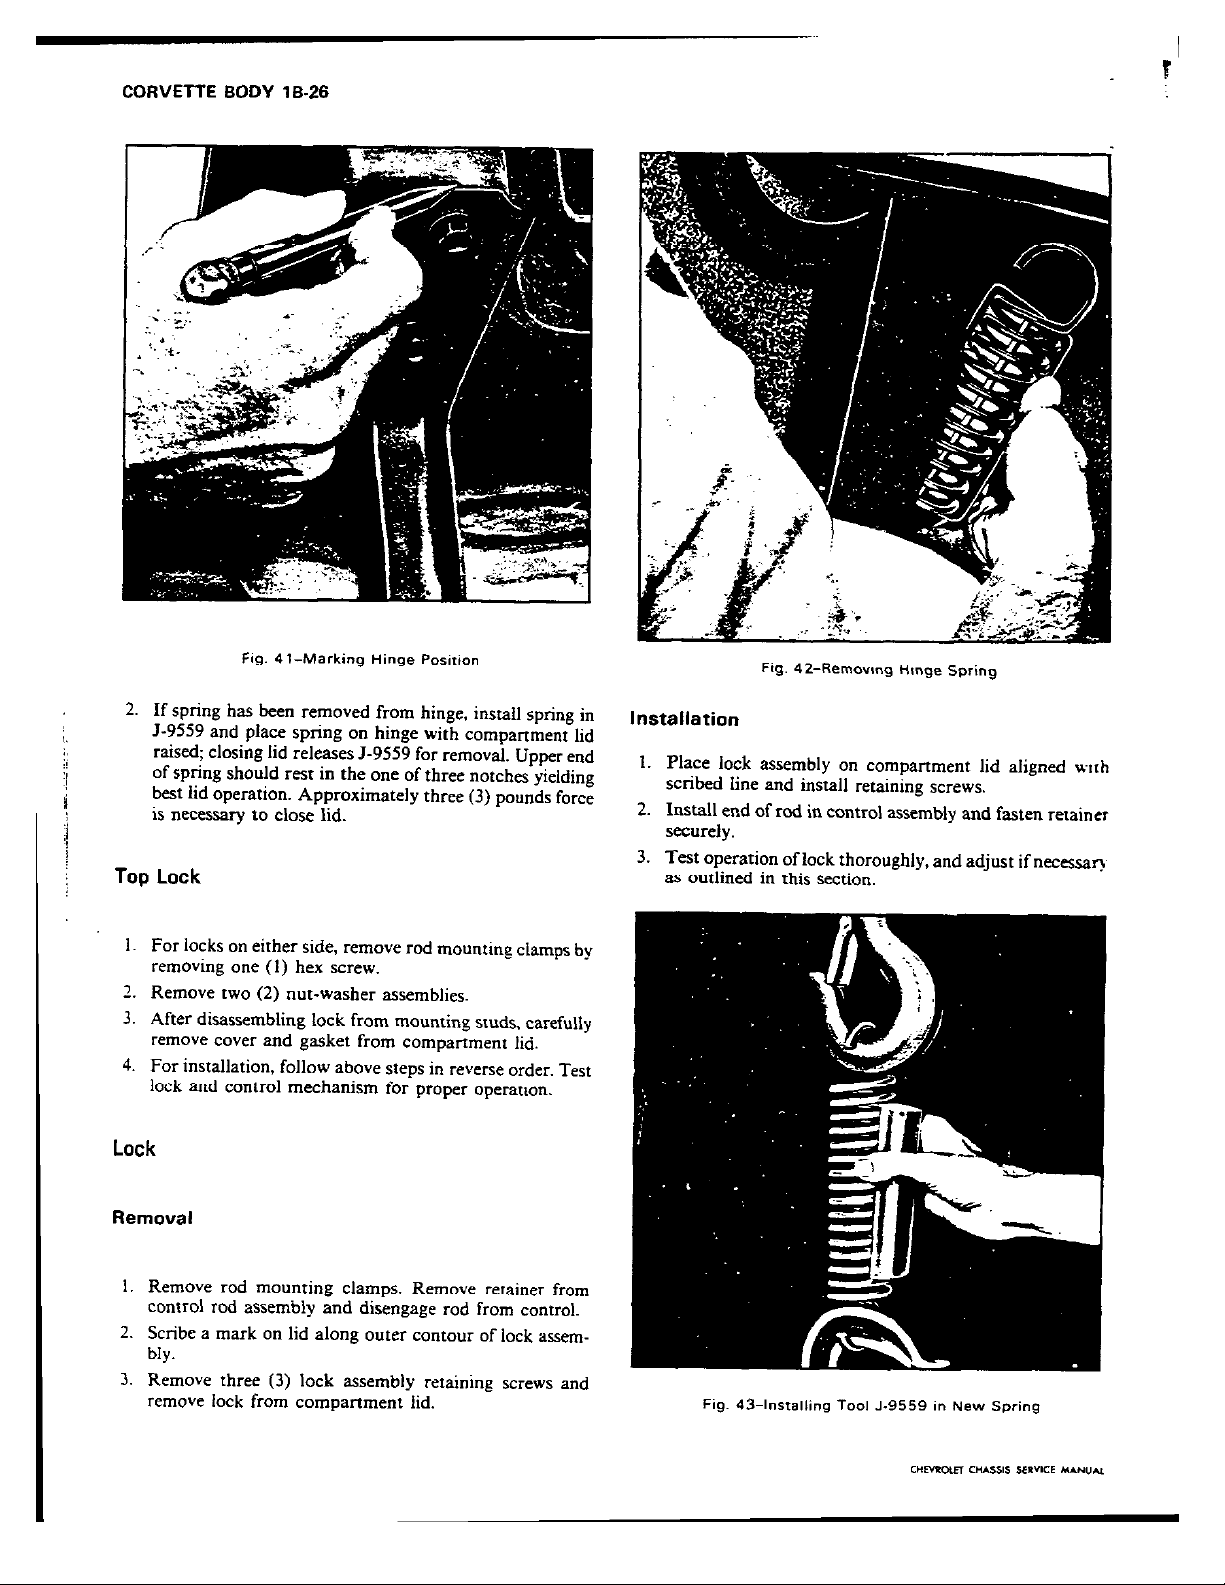 CORVETTE BODY 1B-26
Fig. 41–Marking Hinge Position
2. If spring has been removed from hinge, install spring in
J-9559 and place spring on hinge with compartment lid
raised; closing lid releases J-9559 for removal. Upper end
of spring should rest in the one of three notches yielding
best lid operation. Approximately three (3) pounds force
is necessary to close lid.
Top Lock
1. For locks on either side, remove rod mounting clamps by
removing one (1) hex screw.
2. Remove two (2) nut-washer assemblies.
3. After disassembling lock from mounting studs, carefully
remove cover and gasket from compartment lid.
4. For installation, follow above steps in reverse order. Test
lock and control mechanism for proper operation.
Lock
Removal
1. Remove rod mounting clamps. Remove retainer from
control rod assembly and disengage rod from control.
2. Scribe a mark on lid along outer contour of lock assem-
bly.
3. Remove three (3) lock assembly retaining screws and
remove lock from compartment lid.
Fig. 42–Removing Hinge Spring
Installation
1. Place lock assembly on compartment lid aligned with
scribed line and install retaining screws.
2. Install end of rod in control assembly and fasten retainer
securely.
3. Test operation of lock thoroughly, and adjust if necessary
as outlined in this section.
Fig. 43–Installing Tool J-9559 in New Spring
CHEVROLET CHASSIS SERVICE MANUAL